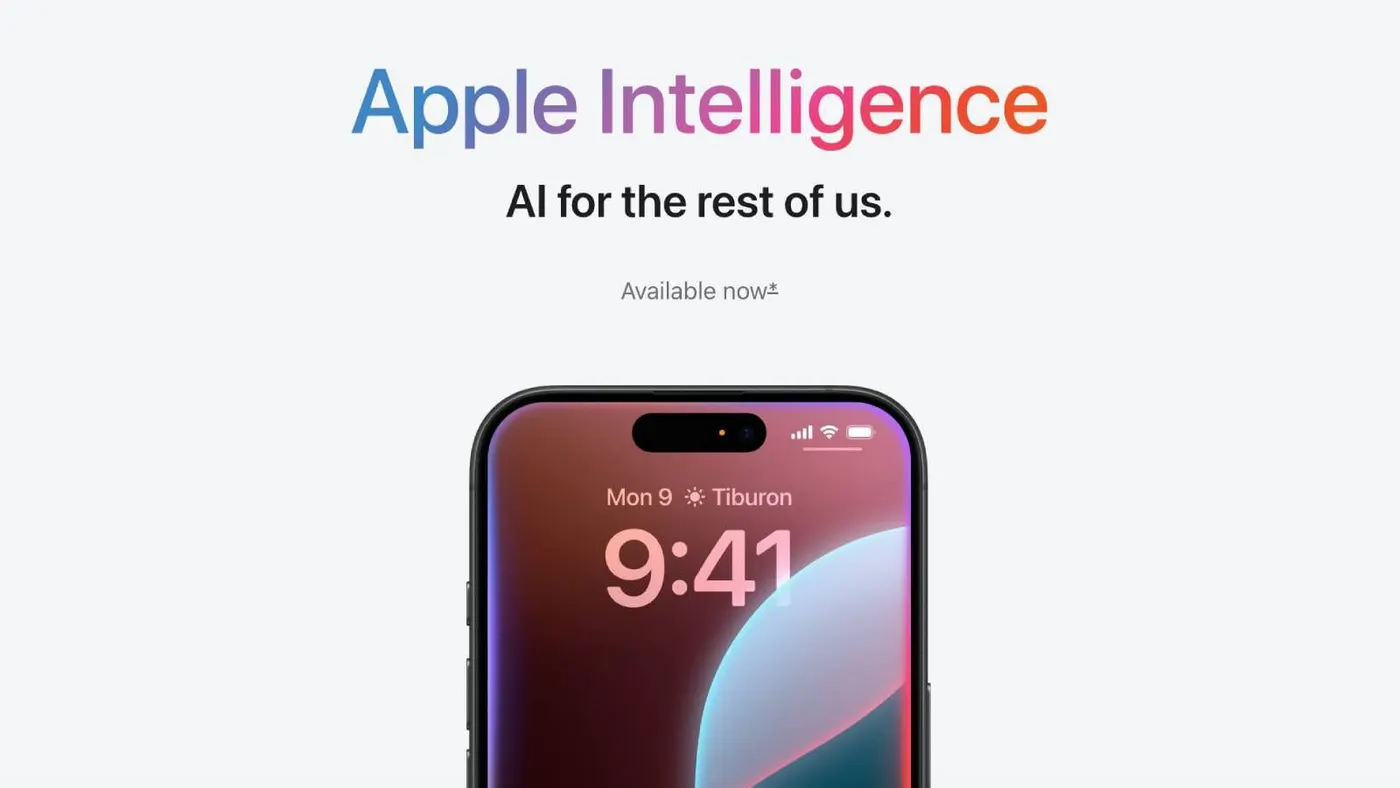 Apple Intelligence
AI for the rest of us.
Available now*
Mon 9 Tiburon
9:41